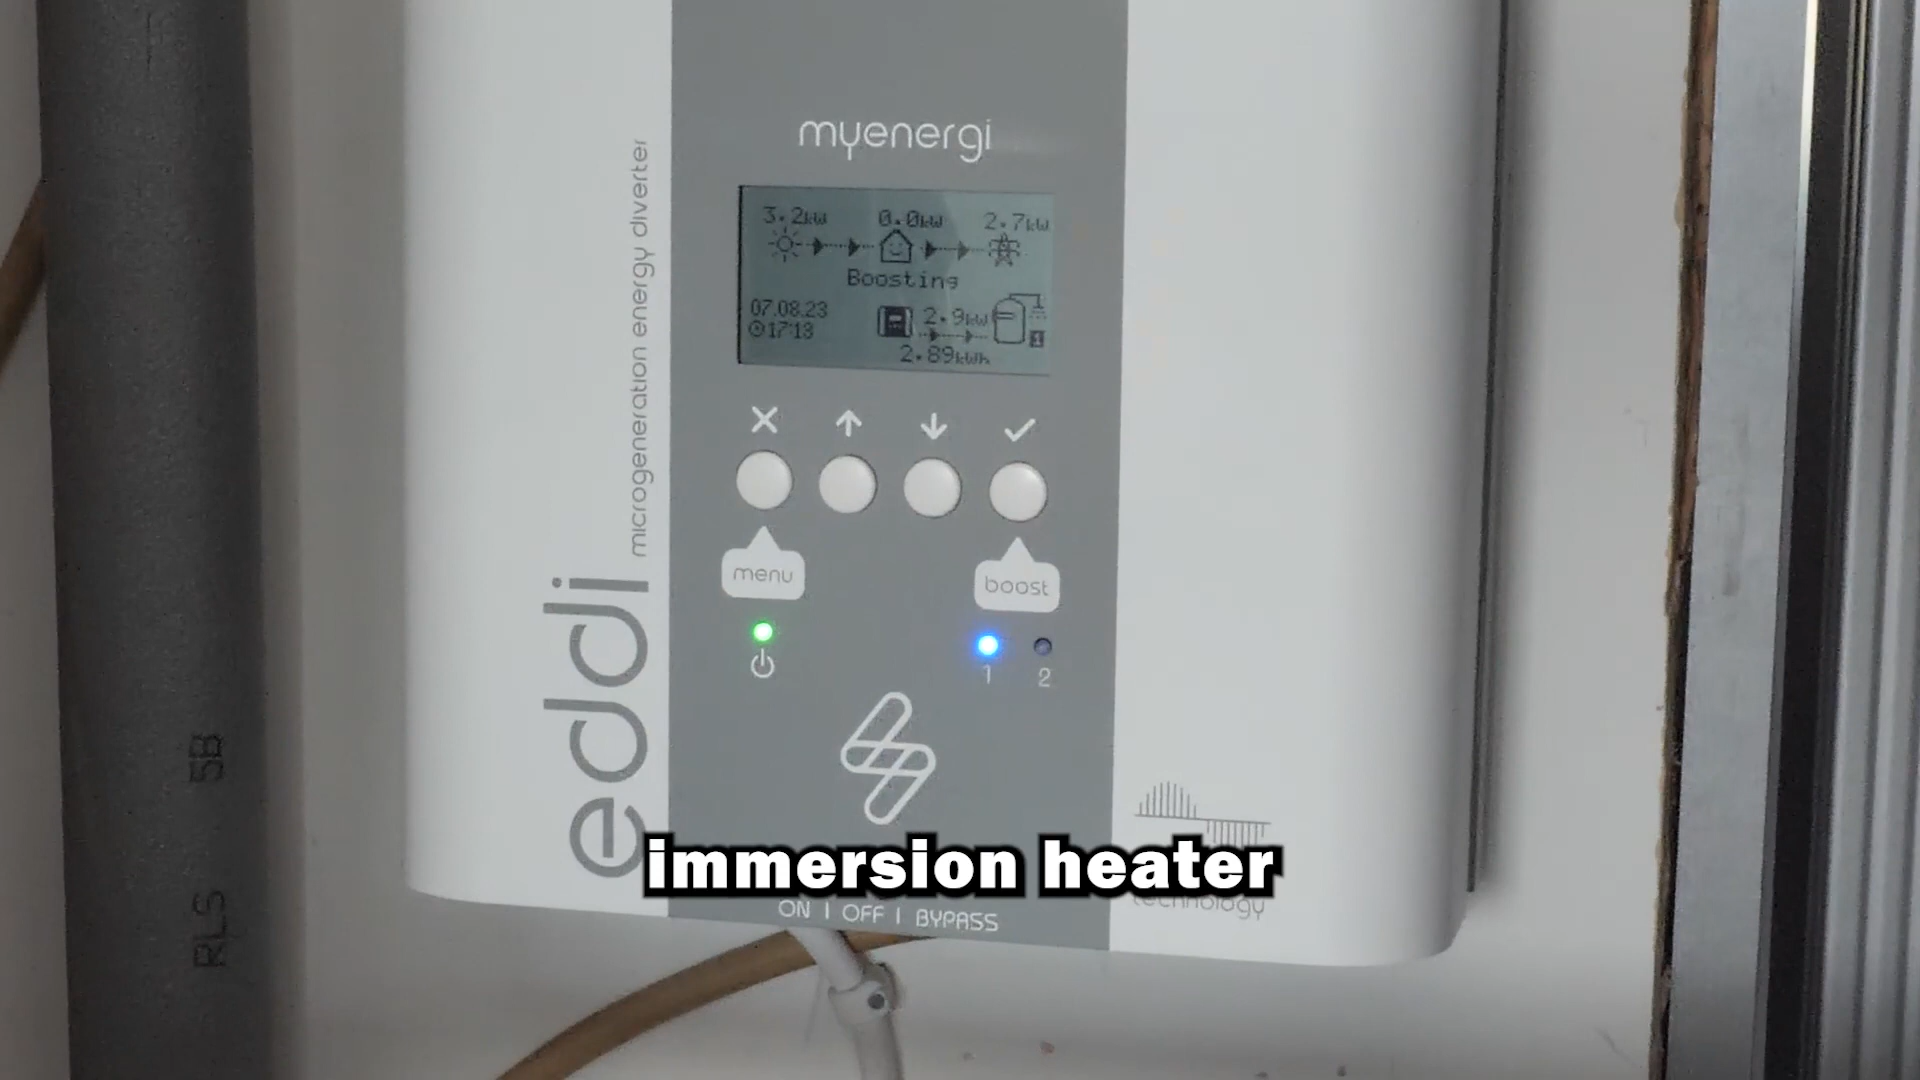 myenergi
3.2kW 0.0kW 2.7kW
Boosting
07.08.23
17:13
2.9kW
1
2.89kWh
menu
boost
1 2
eddi
microgeneration energy diverter
immersion heater
technology
ON | OFF | BYPASS
RLS 5B